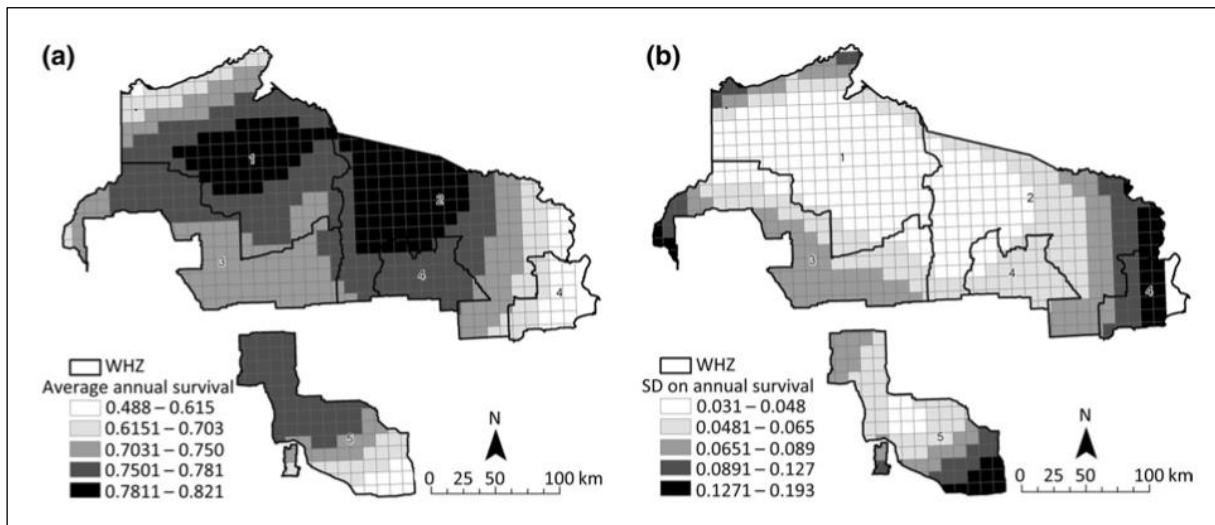 (a)
1
2
3
4
4
5
WHZ
Average annual survival
0.488 – 0.615
0.6151 – 0.703
0.7031 – 0.750
0.7501 – 0.781
0.7811 – 0.821
N
0 25 50 100 km
(b)
1
2
3
4
4
5
WHZ
SD on annual survival
0.031 – 0.048
0.0481 – 0.065
0.0651 – 0.089
0.0891 – 0.127
0.1271 – 0.193
N
0 25 50 100 km